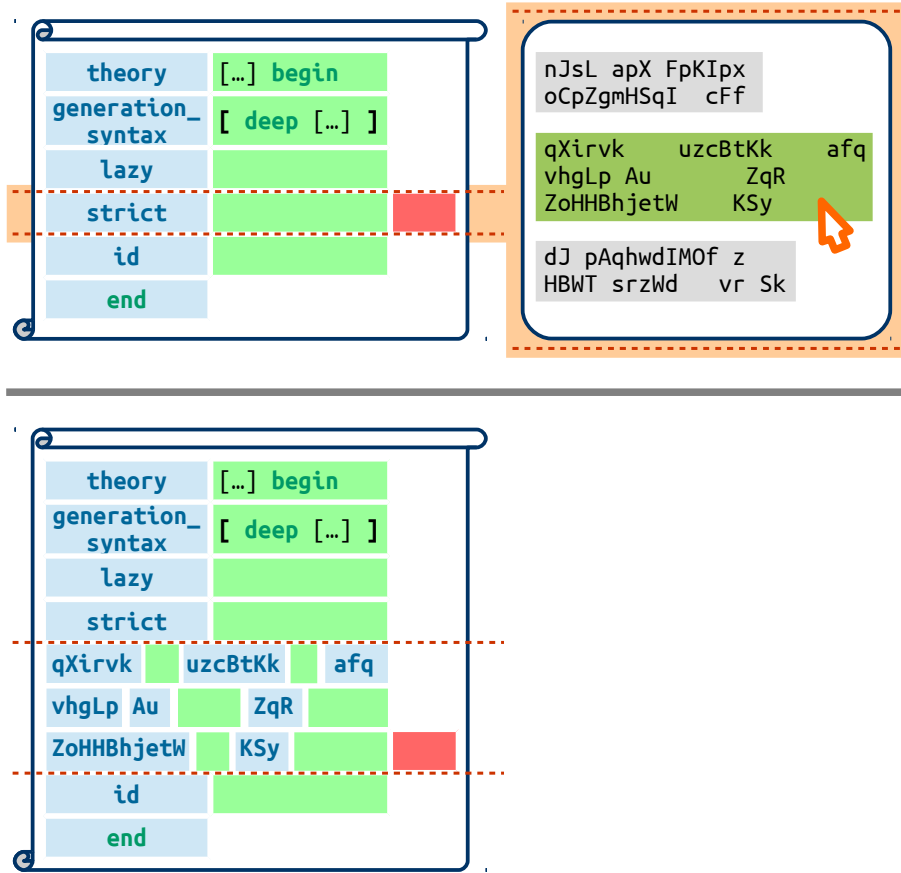 theory […] begin
generation_
syntax [ deep […] ]
lazy
strict
id
end
nJsL apX FpKIpx
oCpZgmHSqI cFf
qXirvk uzcBtKk afq
vhgLp Au ZqR
ZoHHBhjetW KSy
dJ pAqhwdIMOf z
HBWT srzWd vr Sk
theory […] begin
generation_
syntax [ deep […] ]
lazy
strict
qXirvk uzcBtKk afq
vhgLp Au ZqR
ZoHHBhjetW KSy
id
end